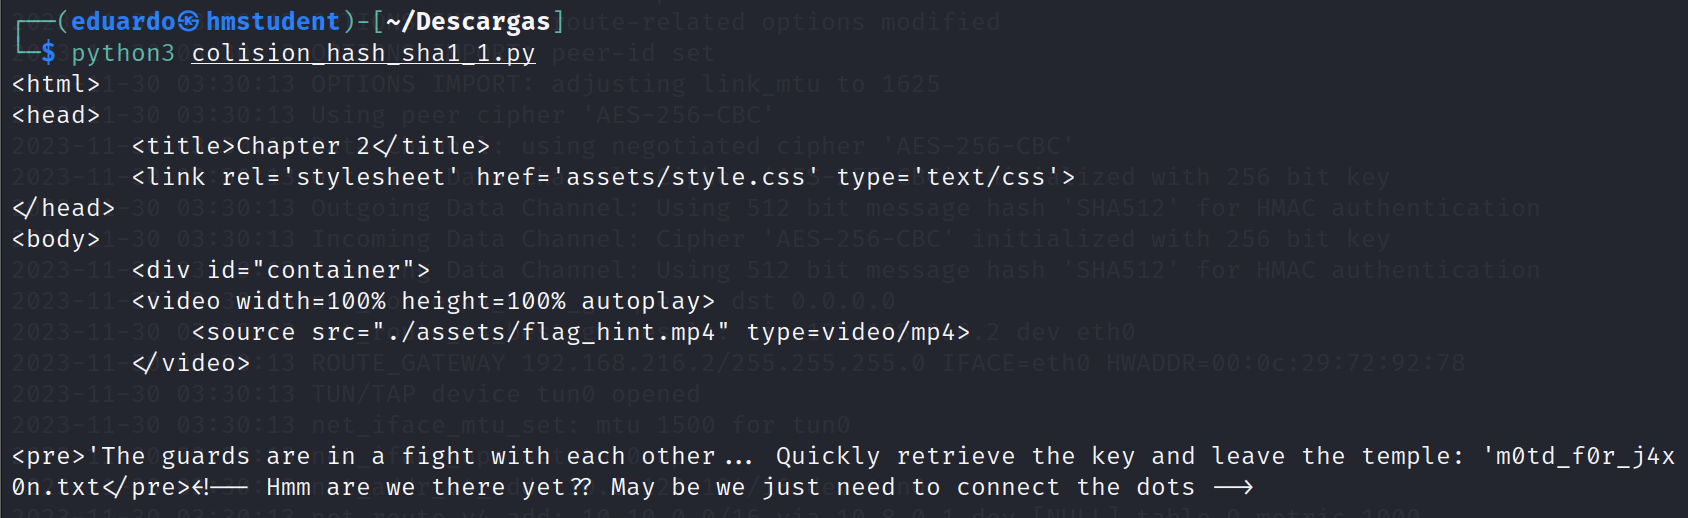 ┌──(eduardo㉿hmstudent)-[~/Descargas]
└─$ python3 colision_hash_sha1_1.py
<html>
<head>
        <title>Chapter 2</title>
        <link rel='stylesheet' href='assets/style.css' type='text/css'>
</head>
<body>
        <div id="container">
        <video width=100% height=100% autoplay>
            <source src="./assets/flag_hint.mp4" type=video/mp4>
        </video>
<pre>'The guards are in a fight with each other... Quickly retrieve the key and leave the temple: 'm0td_f0r_j4x
0n.txt</pre><!-- Hmm are we there yet?? May be we just need to connect the dots -->